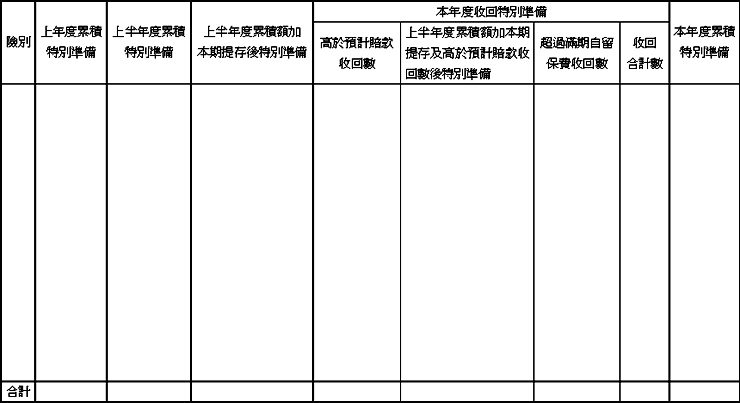 險別
上年度累積
特別準備
上半年度累積
特別準備
上半年度累積額加
本期提存後特別準備
本年度收回特別準備
高於預計賠款
收回數
上半年度累積額加本期
提存及高於預計賠款收
回數後特別準備
超過滿期自留
保費收回數
收回
合計數
本年度累積
特別準備
合計